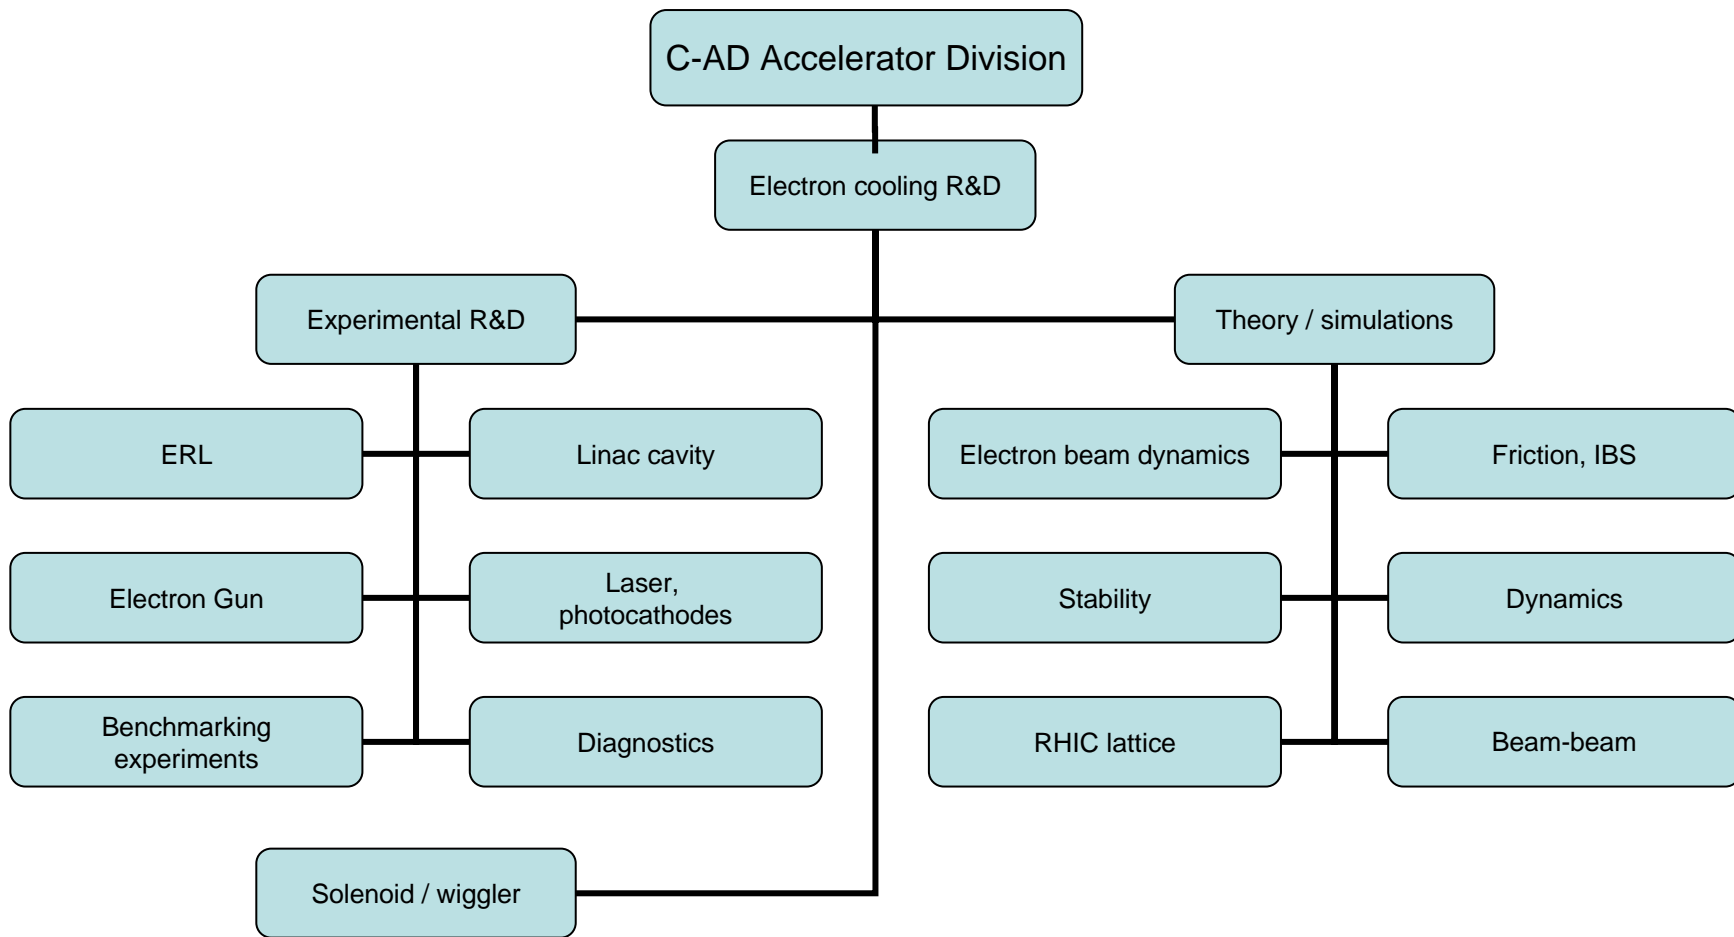 C-AD Accelerator Division
Electron cooling R&D
Experimental R&D
Theory / simulations
ERL
Linac cavity
Electron beam dynamics
Friction, IBS
Electron Gun
Laser,
photocathodes
Stability
Dynamics
Benchmarking
experiments
Diagnostics
RHIC lattice
Beam-beam
Solenoid / wiggler